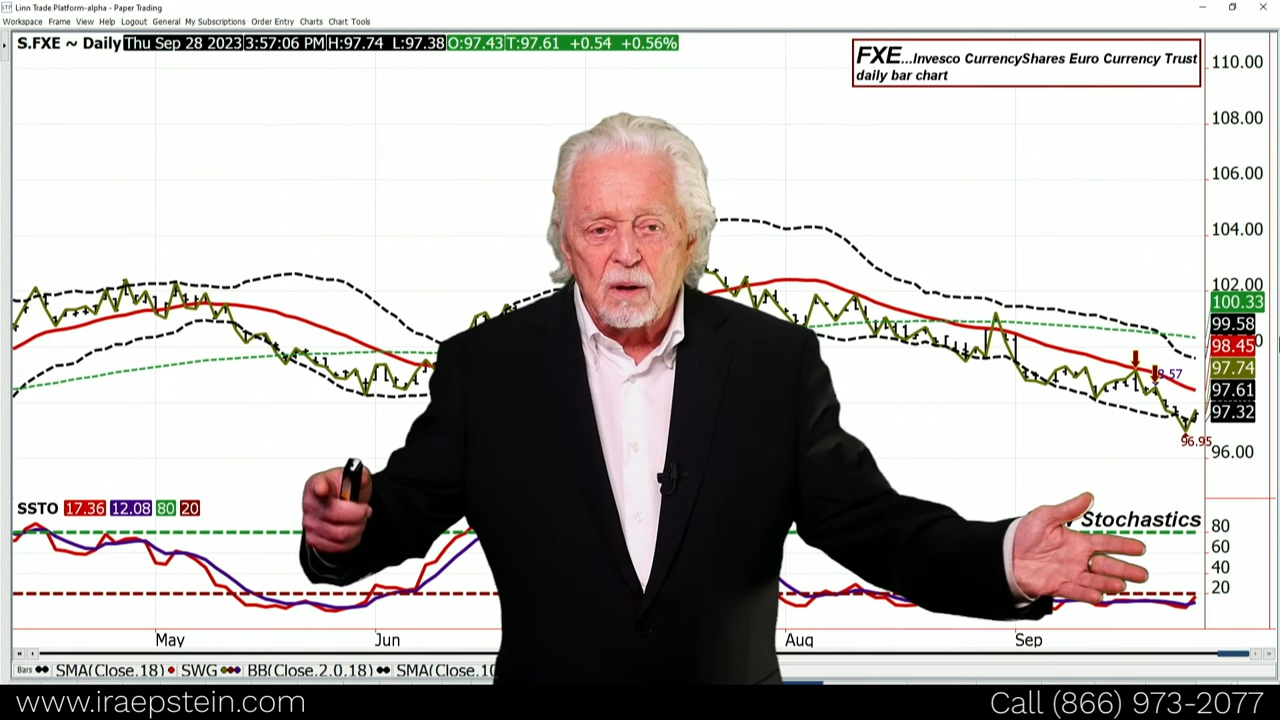 Linn Trade Platform-alpha - Paper Trading
Workspace Frame View Help Logout General My Subscriptions Order Entry Charts Chart Tools
S.FXE ~ Daily Thu Sep 28 2023 3:57:06 PM H:97.74 L:97.38 O:97.43 T:97.61 +0.54 +0.56%
FXE...Invesco CurrencyShares Euro Currency Trust
daily bar chart
110.00
108.00
106.00
104.00
102.00
100.33
99.58
98.45
97.74
97.61
97.32
96.95
96.00
SSTO 17.36 12.08 80 20
Stochastics
80
60
40
20
May Jun Aug Sep
Bars SMA(Close,18) SWG BB(Close,2.0,18) SMA(Close,10
www.iraepstein.com
Call (866) 973-2077